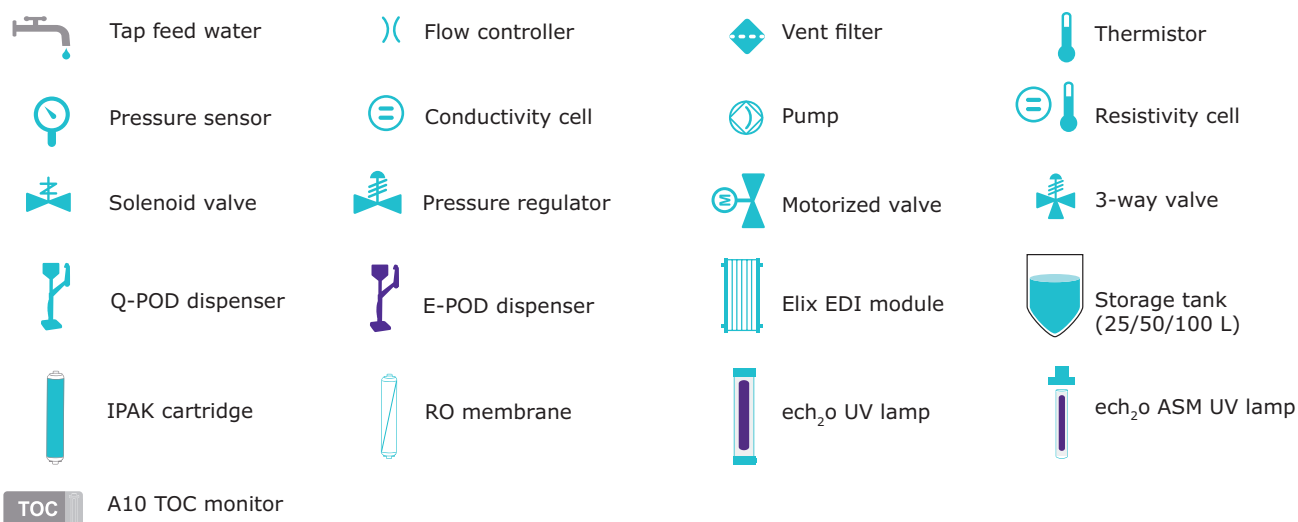 Tap feed water
Flow controller
Vent filter
Thermistor
Pressure sensor
Conductivity cell
Pump
Resistivity cell
Solenoid valve
Pressure regulator
M
Motorized valve
3-way valve
Q-POD dispenser
E-POD dispenser
Elix EDI module
Storage tank
(25/50/100 L)
IPAK cartridge
RO membrane
ech₂o UV lamp
ech₂o ASM UV lamp
TOC
A10 TOC monitor